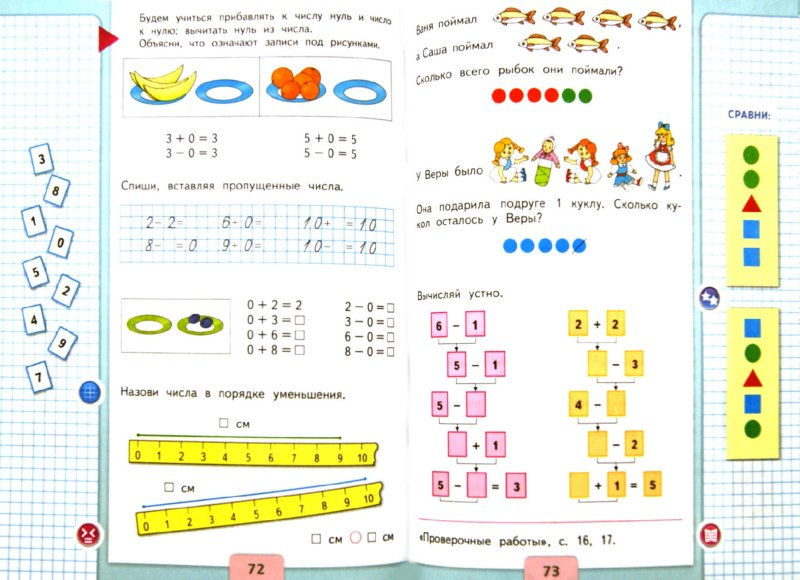 Будем учиться прибавлять к числу нуль и число
к нулю; вычитать нуль из числа.
Объясни, что означают записи под рисунками.
3 + 0 = 3
3 − 0 = 3
5 + 0 = 5
5 − 0 = 5
Спиши, вставляя пропущенные числа.
2− 2= 6+ 0= 10+ = 10
8− = 0 9+ 0= 10− = 10
0 + 2 = 2
0 + 3 = □
0 + 6 = □
0 + 8 = □
2 − 0 = □
3 − 0 = □
6 − 0 = □
8 − 0 = □
Назови числа в порядке уменьшения.
3
8
1
0
5
2
4
9
7
□ см
0 1 2 3 4 5 6 7 8 9 10
□ см
0 1 2 3 4 5 6 7 8 9 10
□ см ○ □ см
72
Ваня поймал
а Саша поймал .
Сколько всего рыбок они поймали?
у Веры было .
Она подарила подруге 1 куклу. Сколько ку-
кол осталось у Веры?
Вычисляй устно.
6 − 1
5 − 1
5 − □
□ + 1
5 − □ = 3
2 + 2
□ − 3
4 − □
□ − 2
□ + 1 = 5
«Проверочные работы», с. 16, 17.
73
СРАВНИ: